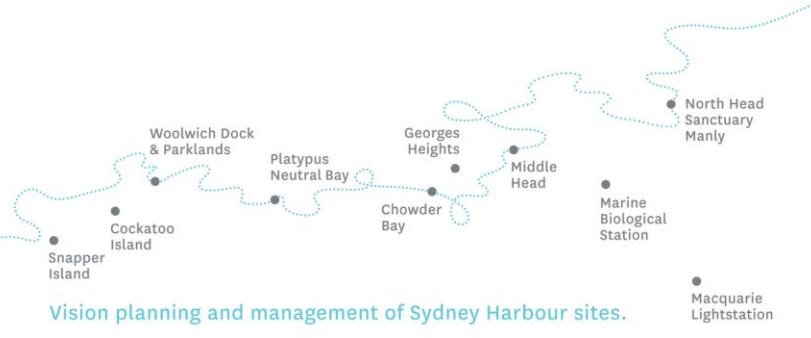 North Head
Sanctuary
Manly
Woolwich Dock
& Parklands
Georges
Heights
Platypus
Neutral Bay
Middle
Head
Chowder
Bay
Marine
Biological
Station
Cockatoo
Island
Snapper
Island
Macquarie
Lightstation
Vision planning and management of Sydney Harbour sites.